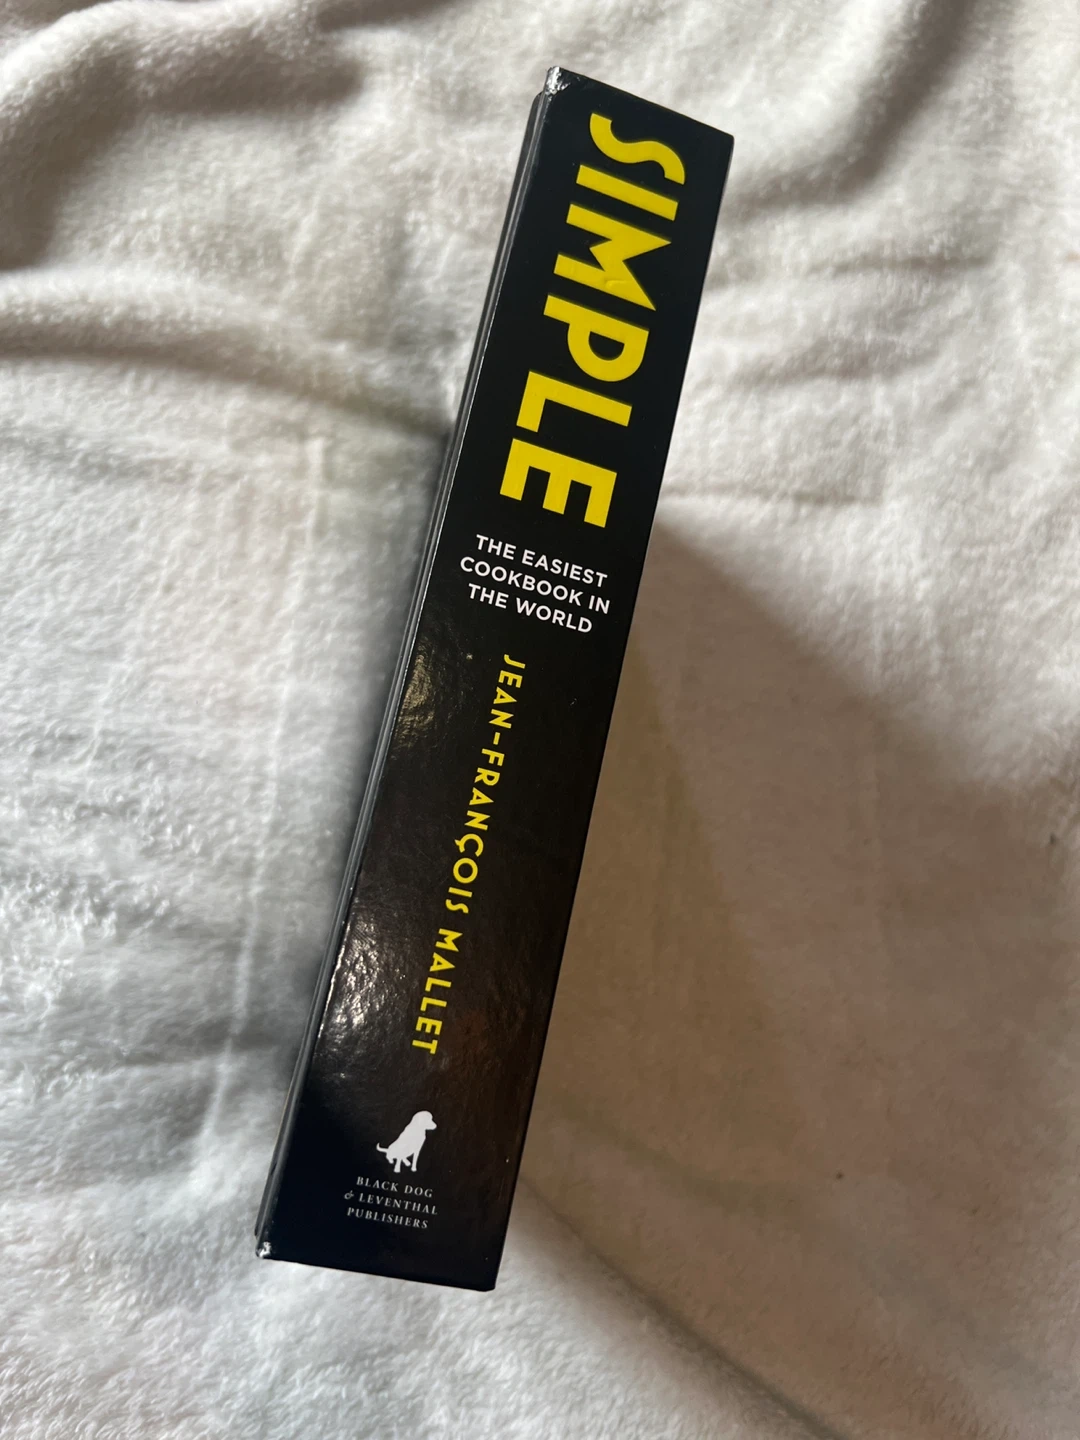 SIMPLE
THE EASIEST
COOKBOOK IN
THE WORLD
JEAN-FRANÇOIS MALLET
BLACK DOG
& LEVENTHAL
PUBLISHERS